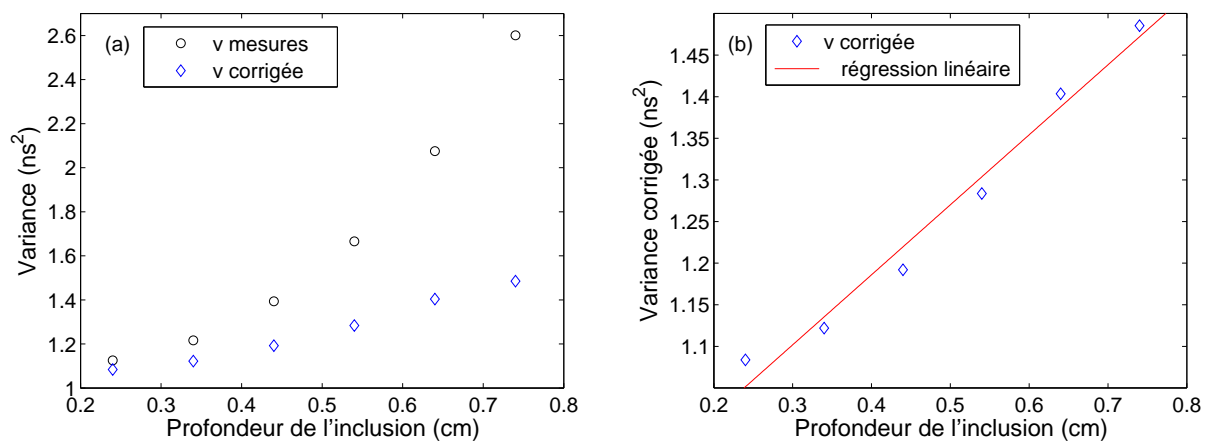 (a)
v mesures
v corrigée
Variance (ns²)
2.6
2.4
2.2
2
1.8
1.6
1.4
1.2
1
0.2 0.3 0.4 0.5 0.6 0.7 0.8
Profondeur de l'inclusion (cm)
(b)
v corrigée
régression linéaire
Variance corrigée (ns²)
1.45
1.4
1.35
1.3
1.25
1.2
1.15
1.1
0.2 0.3 0.4 0.5 0.6 0.7 0.8
Profondeur de l'inclusion (cm)